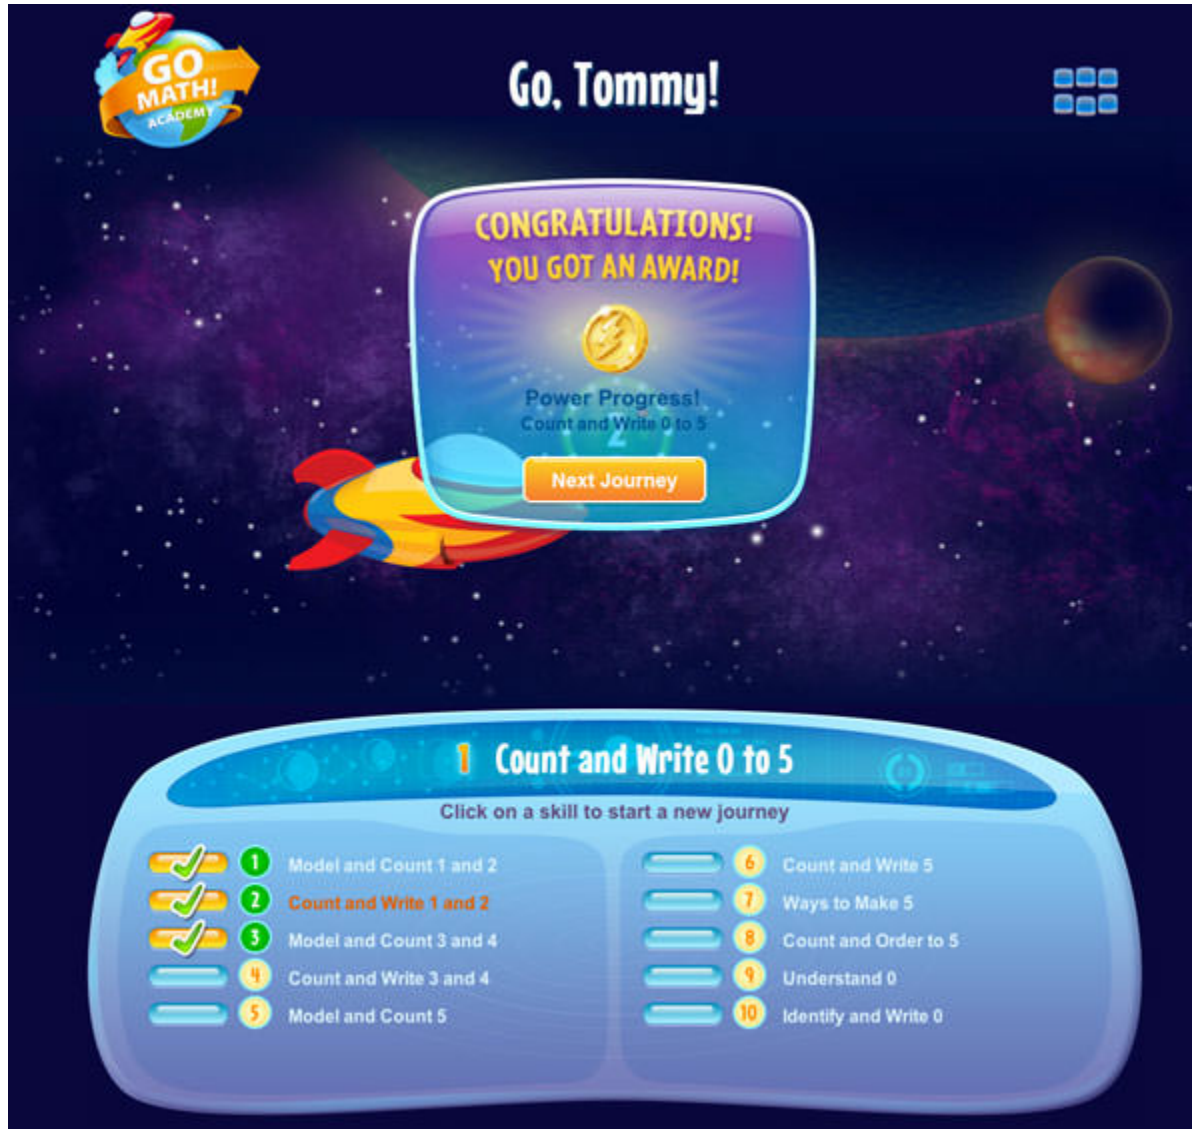 GO
MATH!
ACADEMY
Go, Tommy!
CONGRATULATIONS!
YOU GOT AN AWARD!
Power Progress!
Count and Write 0 to 5
2
Next Journey
1 Count and Write 0 to 5
Click on a skill to start a new journey
1 Model and Count 1 and 2
2 Count and Write 1 and 2
3 Model and Count 3 and 4
4 Count and Write 3 and 4
5 Model and Count 5
6 Count and Write 5
7 Ways to Make 5
8 Count and Order to 5
9 Understand 0
10 Identify and Write 0